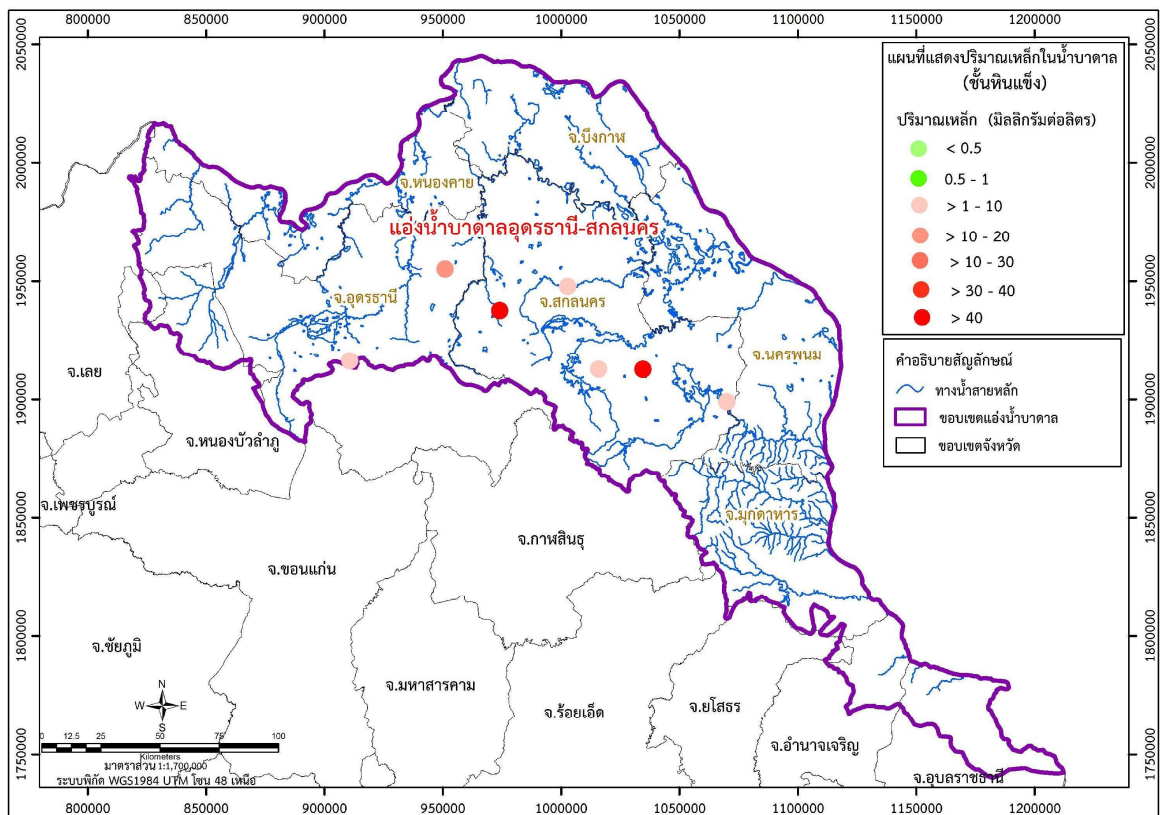 800000 850000 900000 950000 1000000 1050000 1100000 1150000 1200000
2050000 2050000
2000000 2000000
1950000 1950000
1900000 1900000
1850000 1850000
1800000 1800000
1750000 1750000
แผนที่แสดงปริมาณเหล็กในน้ำบาดาล
(ชั้นหินแข็ง)
ปริมาณเหล็ก (มิลลิกรัมต่อลิตร)
< 0.5
0.5 - 1
> 1 - 10
> 10 - 20
> 10 - 30
> 30 - 40
> 40
คำอธิบายสัญลักษณ์
ทางน้ำสายหลัก
ขอบเขตแอ่งน้ำบาดาล
ขอบเขตจังหวัด
จ.บึงกาฬ
จ.หนองคาย
แอ่งน้ำบาดาลอุดรธานี-สกลนคร
จ.อุดรธานี
จ.สกลนคร
จ.นครพนม
จ.เลย
จ.หนองบัวลำภู
จ.เพชรบูรณ์
จ.มุกดาหาร
จ.กาฬสินธุ์
จ.ขอนแก่น
จ.ชัยภูมิ
จ.มหาสารคาม
จ.ร้อยเอ็ด
จ.ยโสธร
จ.อำนาจเจริญ
จ.อุบลราชธานี
N
W E
S
0 12.5 25 50 75 100
Kilometers
มาตราส่วน 1:1,700,000
ระบบพิกัด WGS1984 UTM โซน 48 เหนือ
800000 850000 900000 950000 1000000 1050000 1100000 1150000 1200000